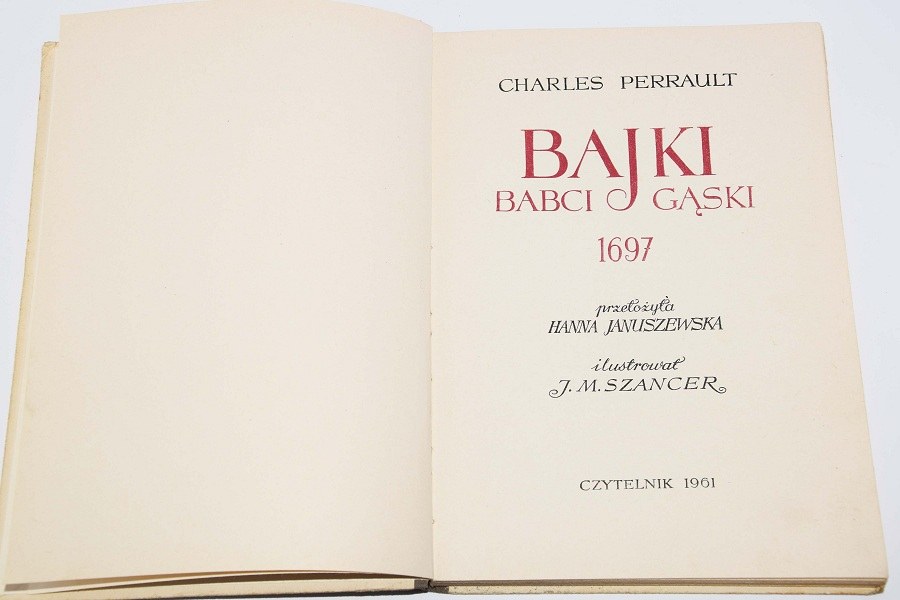 CHARLES PERRAULT
BAJKI
BABCI GĄSKI
1697
przełożyła
HANNA JANUSZEWSKA
ilustrował
J. M. SZANCER
CZYTELNIK 1961